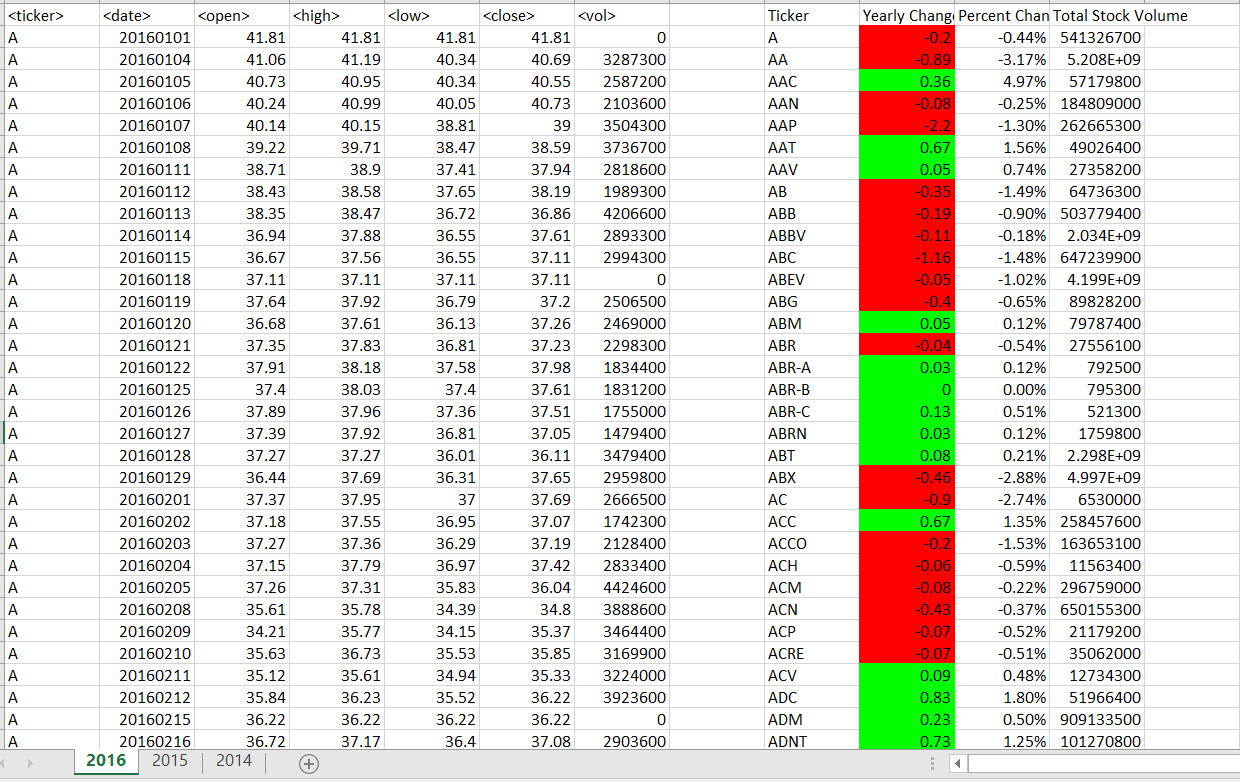 <ticker> <date> <open> <high> <low> <close> <vol> Ticker Yearly Change Percent Chan Total Stock Volume
A 20160101 41.81 41.81 41.81 41.81 0 A -0.2 -0.44% 541326700
A 20160104 41.06 41.19 40.34 40.69 3287300 AA -0.89 -3.17% 5.208E+09
A 20160105 40.73 40.95 40.34 40.55 2587200 AAC 0.36 4.97% 57179800
A 20160106 40.24 40.99 40.05 40.73 2103600 AAN -0.08 -0.25% 184809000
A 20160107 40.14 40.15 38.81 39 3504300 AAP -2.2 -1.30% 262665300
A 20160108 39.22 39.71 38.47 38.59 3736700 AAT 0.67 1.56% 49026400
A 20160111 38.71 38.9 37.41 37.94 2818600 AAV 0.05 0.74% 27358200
A 20160112 38.43 38.58 37.65 38.19 1989300 AB -0.35 -1.49% 64736300
A 20160113 38.35 38.47 36.72 36.86 4206600 ABB -0.19 -0.90% 503779400
A 20160114 36.94 37.88 36.55 37.61 2893300 ABBV -0.11 -0.18% 2.034E+09
A 20160115 36.67 37.56 36.55 37.11 2994300 ABC -1.16 -1.48% 647239900
A 20160118 37.11 37.11 37.11 37.11 0 ABEV -0.05 -1.02% 4.199E+09
A 20160119 37.64 37.92 36.79 37.2 2506500 ABG -0.4 -0.65% 89828200
A 20160120 36.68 37.61 36.13 37.26 2469000 ABM 0.05 0.12% 79787400
A 20160121 37.35 37.83 36.81 37.23 2298300 ABR -0.04 -0.54% 27556100
A 20160122 37.91 38.18 37.58 37.98 1834400 ABR-A 0.03 0.12% 792500
A 20160125 37.4 38.03 37.4 37.61 1831200 ABR-B 0 0.00% 795300
A 20160126 37.89 37.96 37.36 37.51 1755000 ABR-C 0.13 0.51% 521300
A 20160127 37.39 37.92 36.81 37.05 1479400 ABRN 0.03 0.12% 1759800
A 20160128 37.27 37.27 36.01 36.11 3479400 ABT 0.08 0.21% 2.298E+09
A 20160129 36.44 37.69 36.31 37.65 2959800 ABX -0.46 -2.88% 4.997E+09
A 20160201 37.37 37.95 37 37.69 2666500 AC -0.9 -2.74% 6530000
A 20160202 37.18 37.55 36.95 37.07 1742300 ACC 0.67 1.35% 258457600
A 20160203 37.27 37.36 36.29 37.19 2128400 ACCO -0.2 -1.53% 163653100
A 20160204 37.15 37.79 36.97 37.42 2833400 ACH -0.06 -0.59% 11563400
A 20160205 37.26 37.31 35.83 36.04 4424600 ACM -0.08 -0.22% 296759000
A 20160208 35.61 35.78 34.39 34.8 3888600 ACN -0.43 -0.37% 650155300
A 20160209 34.21 35.77 34.15 35.37 3464400 ACP -0.07 -0.52% 21179200
A 20160210 35.63 36.73 35.53 35.85 3169900 ACRE -0.07 -0.51% 35062000
A 20160211 35.12 35.61 34.94 35.33 3224000 ACV 0.09 0.48% 12734300
A 20160212 35.84 36.23 35.52 36.22 3923600 ADC 0.83 1.80% 51966400
A 20160215 36.22 36.22 36.22 36.22 0 ADM 0.23 0.50% 909133500
A 20160216 36.72 37.17 36.4 37.08 2903600 ADNT 0.73 1.25% 101270800
2016 2015 2014